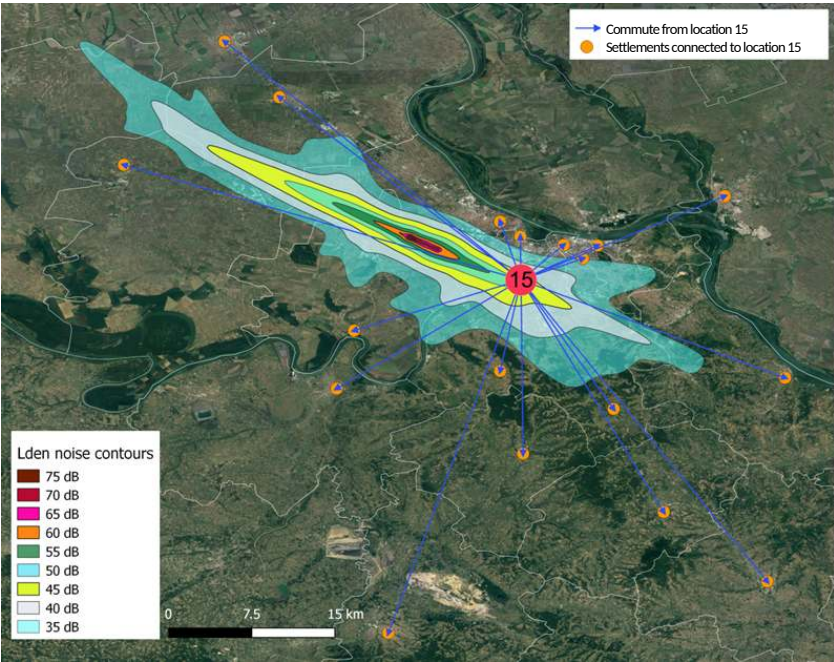 Commute from location 15
Settlements connected to location 15
15
Lden noise contours
75 dB
70 dB
65 dB
60 dB
55 dB
50 dB
45 dB
40 dB
35 dB
0 7.5 15 km